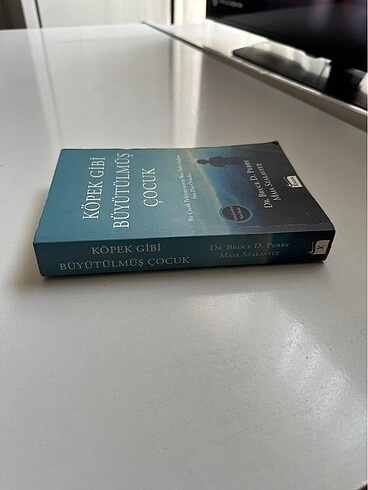 KÖPEK GİBİ
BÜYÜTÜLMÜŞ
ÇOCUK
DR. BRUCE D. PERRY
MAIA SZALAVITZ
KÖPEK GİBİ
BÜYÜTÜLMÜŞ ÇOCUK
DR. BRUCE D. PERRY
MAIA SZALAVITZ